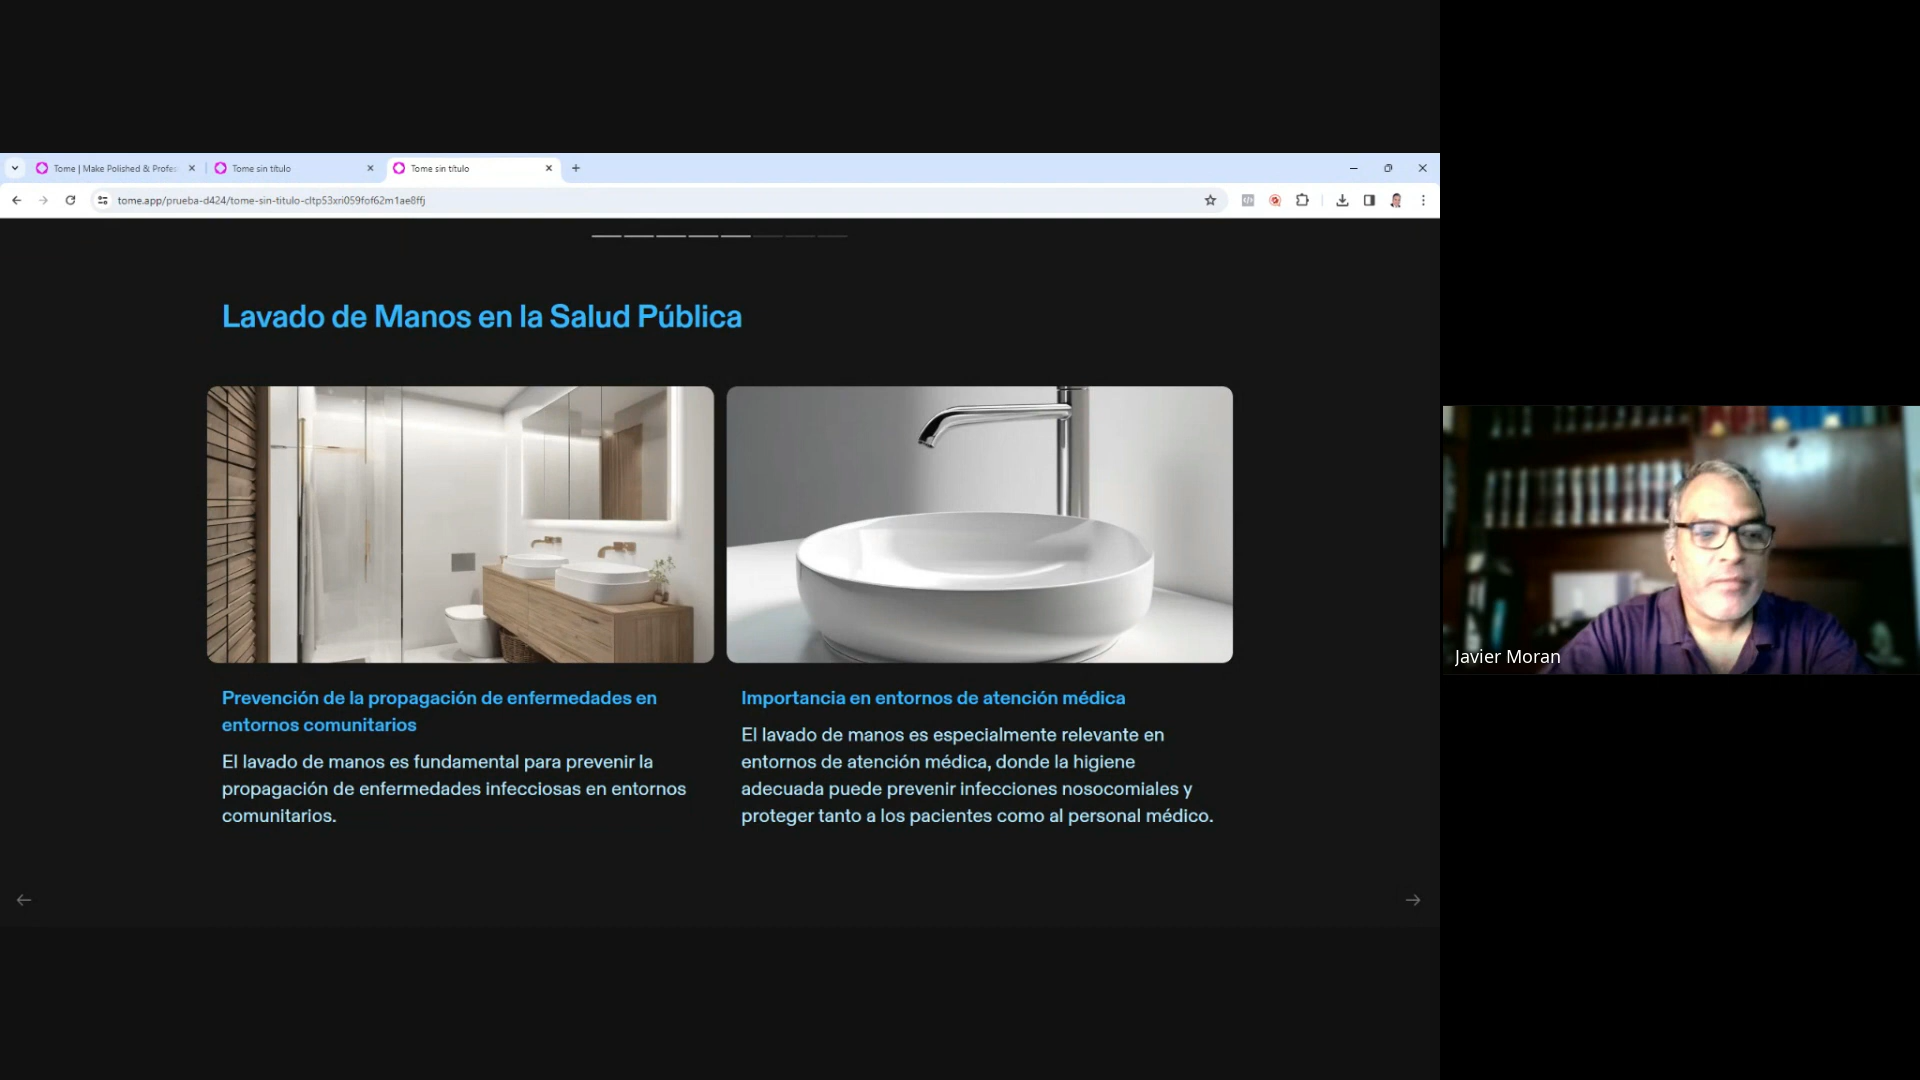 Tome | Make Polished & Profes
Tome sin título
Tome sin título
tome.app/prueba-d424/tome-sin-titulo-cltp53xri059fof62m1ae8ffj
Lavado de Manos en la Salud Pública
Prevención de la propagación de enfermedades en
entornos comunitarios
El lavado de manos es fundamental para prevenir la
propagación de enfermedades infecciosas en entornos
comunitarios.
Importancia en entornos de atención médica
El lavado de manos es especialmente relevante en
entornos de atención médica, donde la higiene
adecuada puede prevenir infecciones nosocomiales y
proteger tanto a los pacientes como al personal médico.
Javier Moran